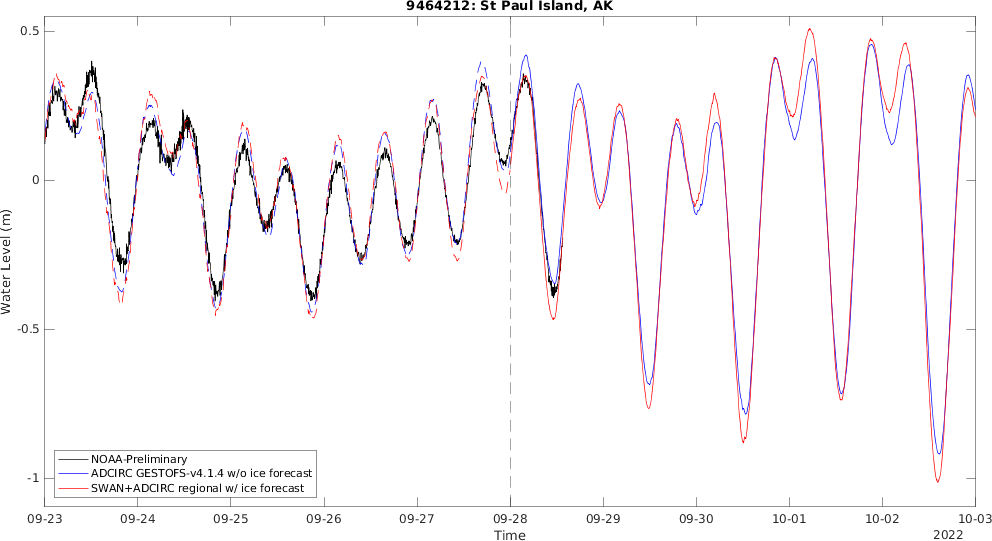 9464212: St Paul Island, AK
0.5
0
-0.5
-1
Water Level (m)
NOAA-Preliminary
ADCIRC GESTOFS-v4.1.4 w/o ice forecast
SWAN+ADCIRC regional w/ ice forecast
09-23 09-24 09-25 09-26 09-27 09-28 09-29 09-30 10-01 10-02 10-03
Time
2022